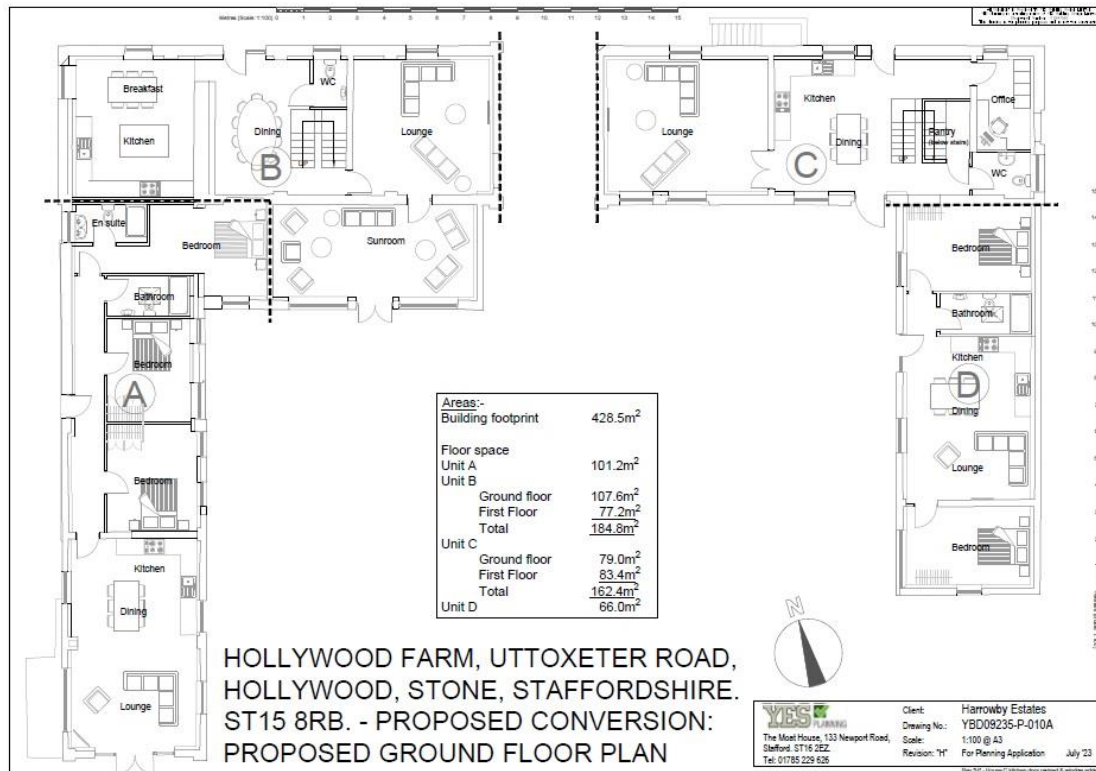 Metres (Scale 1:100) 0 1 2 3 4 5 6 7 8 9 10 11 12 13 14 15
Breakfast
Kitchen
Dining
WC
B
UP
Lounge
Lounge
Kitchen
Dining
C
UP
Pantry
(below stairs)
Office
WC
En suite
Bedroom
Sunroom
Bathroom
Bedroom
A
Bedroom
Kitchen
Dining
Lounge
Bedroom
Bathroom
Kitchen
D
Dining
Lounge
Bedroom
Areas:-
Building footprint 428.5m²
Floor space
Unit A 101.2m²
Unit B
Ground floor 107.6m²
First Floor 77.2m²
Total 184.8m²
Unit C
Ground floor 79.0m²
First Floor 83.4m²
Total 162.4m²
Unit D 66.0m²
N
HOLLYWOOD FARM, UTTOXETER ROAD,
HOLLYWOOD, STONE, STAFFORDSHIRE.
ST15 8RB. - PROPOSED CONVERSION:
PROPOSED GROUND FLOOR PLAN
YES PLANNING
The Moat House, 133 Newport Road,
Stafford. ST16 2EZ.
Tel: 01785 229 626
Client: Harrowby Estates
Drawing No.: YBD09235-P-010A
Scale: 1:100 @ A3
Revision: "H" For Planning Application July '23